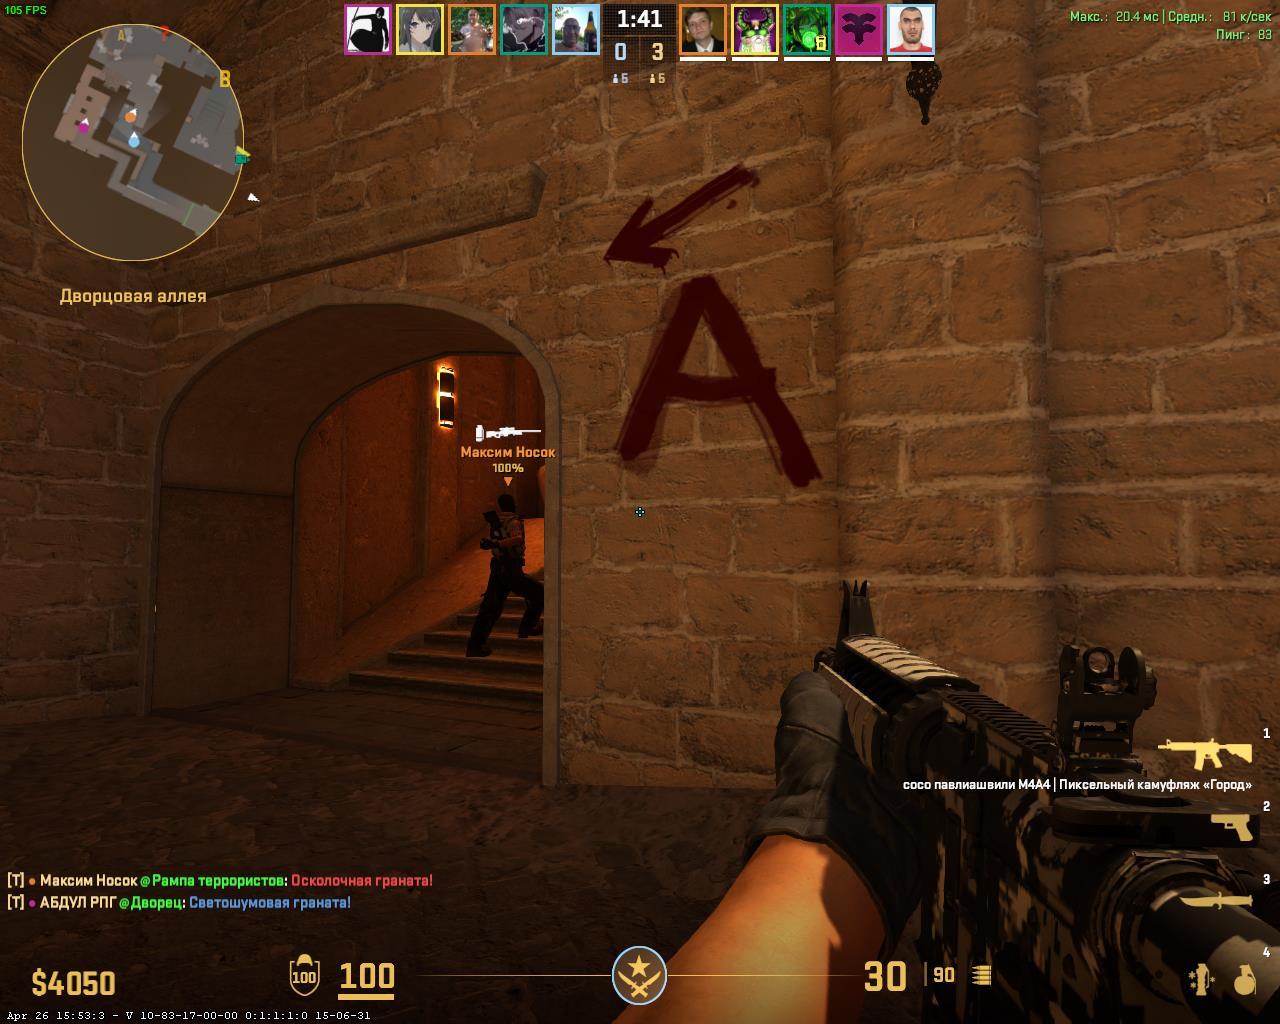 105 FPS
1:41
0 3
5 5
Макс.: 20.4 мс | Средн.: 81 к/сек
Пинг: 83
A ?
B
Дворцовая аллея
A
Максим Носок
100%
1
сосо павлиашвили M4A4 | Пиксельный камуфляж «Город»
2
3
4
[Т] ● Максим Носок @Рампа террористов: Осколочная граната!
[Т] ● АБДУЛ РПГ @Дворец: Светошумовая граната!
$4050
100 100
30 | 90
Apr 26 15:53:3 - V 10-83-17-00-00 0:1:1:1:0 15-06-31